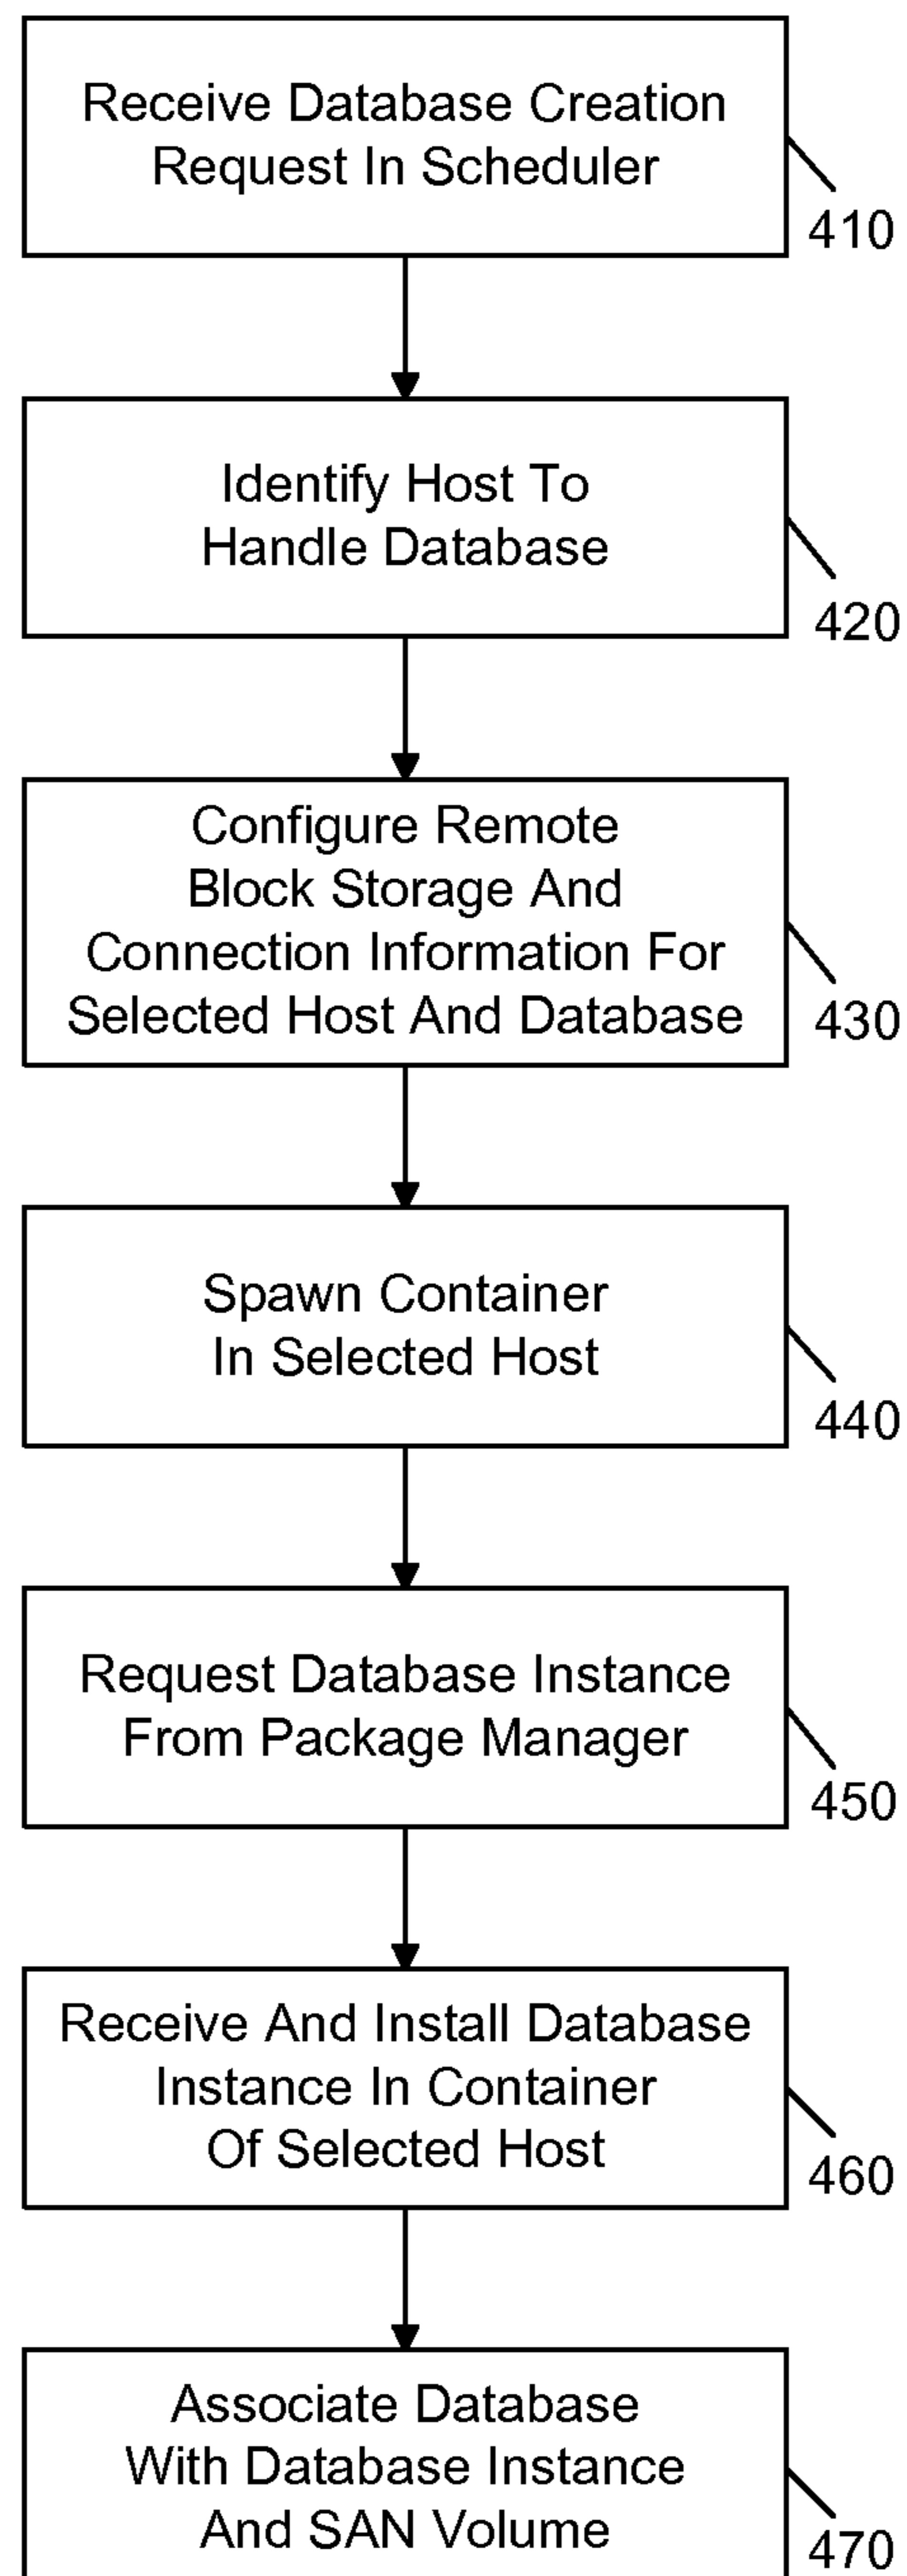 Receive Database Creation
Request In Scheduler
410
Identify Host To
Handle Database
420
Configure Remote
Block Storage And
Connection Information For
Selected Host And Database
430
Spawn Container
In Selected Host
440
Request Database Instance
From Package Manager
450
Receive And Install Database
Instance In Container
Of Selected Host
460
Associate Database
With Database Instance
And SAN Volume
470